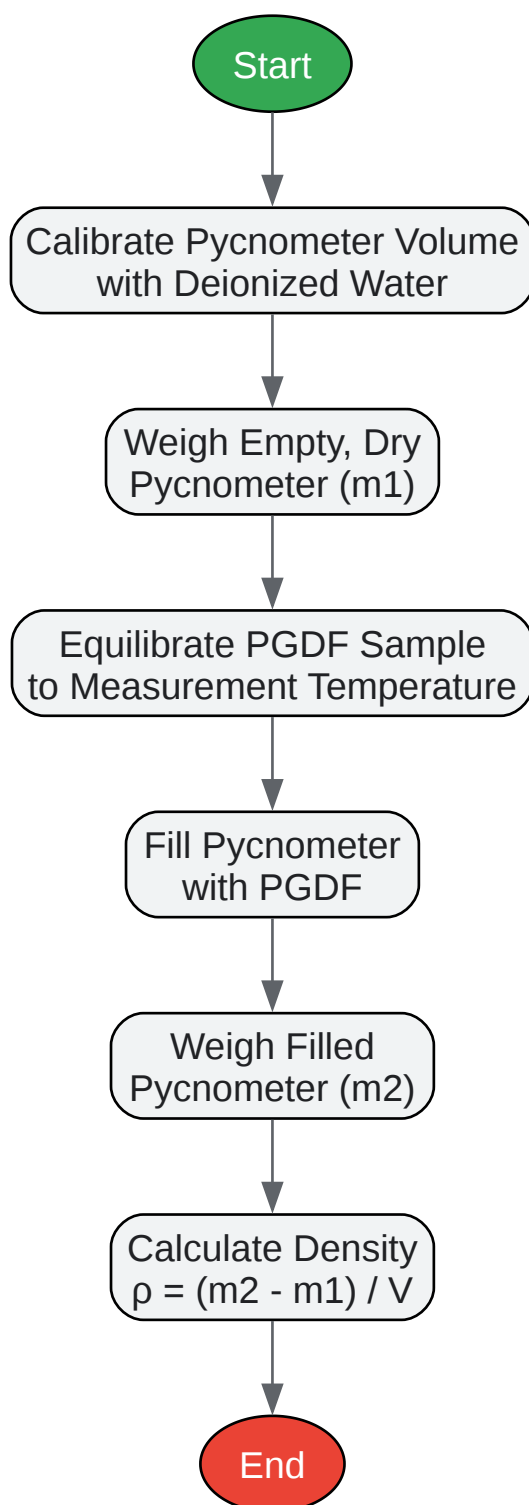 Start
Calibrate Pycnometer Volume
with Deionized Water
Weigh Empty, Dry
Pycnometer (m1)
Equilibrate PGDF Sample
to Measurement Temperature
Fill Pycnometer
with PGDF
Weigh Filled
Pycnometer (m2)
Calculate Density
ρ = (m2 - m1) / V
End